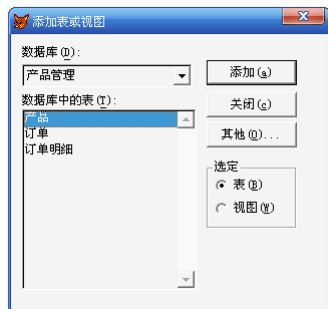 添加表或视图
数据库(D):
产品管理
添加(a)
数据库中的表(T):
关闭(c)
产品
订单
其他(O)...
订单明细
选定
表(B)
视图(W)